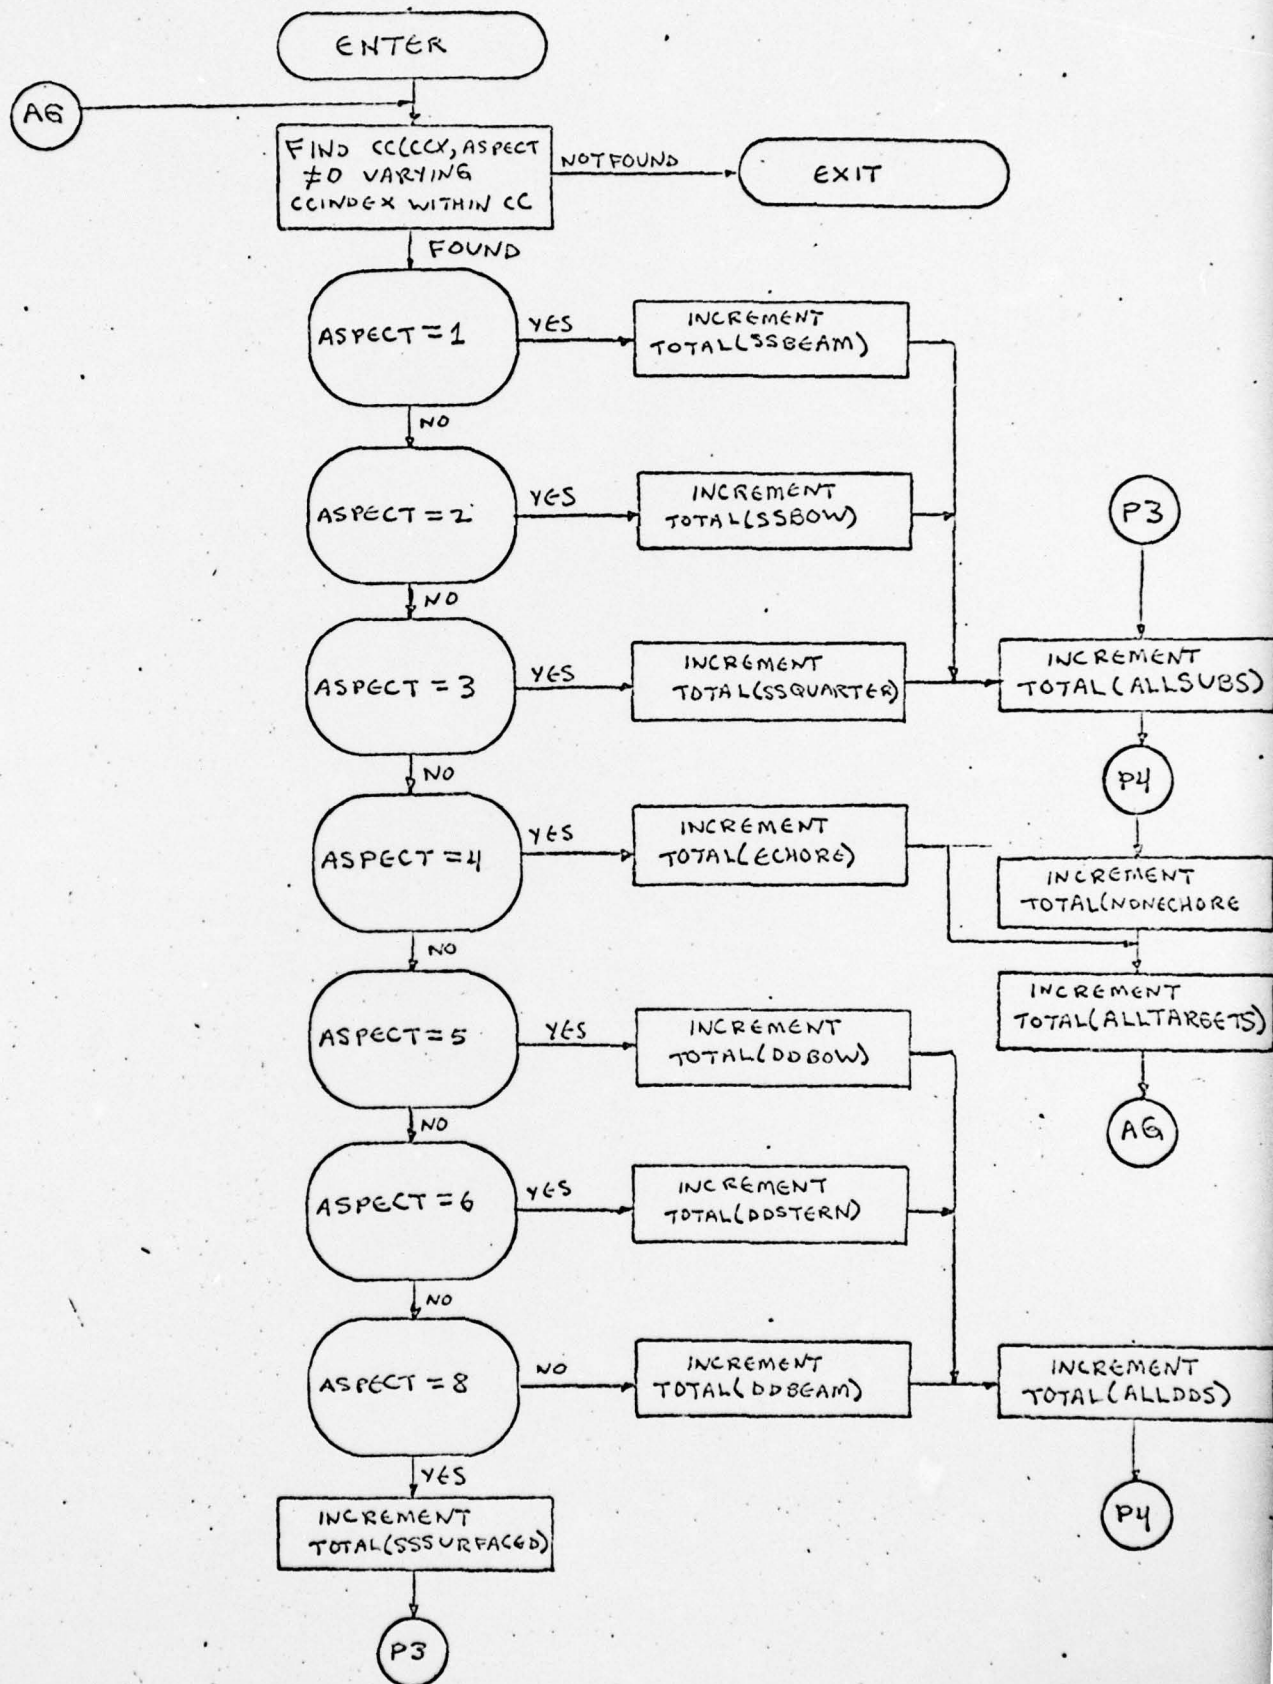 ENTER
AG
FIND CC(CCX, ASPECT
≠0 VARYING
CCINDEX WITHIN CC
NOTFOUND
EXIT
FOUND
ASPECT = 1
YES
INCREMENT
TOTAL(SSBEAM)
NO
ASPECT = 2
YES
INCREMENT
TOTAL(SSBOW)
P3
NO
ASPECT = 3
YES
INCREMENT
TOTAL(SSQUARTER)
INCREMENT
TOTAL(ALLSUBS)
NO
P4
ASPECT = 4
YES
INCREMENT
TOTAL(ECHORE)
INCREMENT
TOTAL(NONECHORE
NO
INCREMENT
TOTAL(ALLTARGETS)
ASPECT = 5
YES
INCREMENT
TOTAL(DDBOW)
AG
NO
ASPECT = 6
YES
INCREMENT
TOTAL(DDSTERN)
NO
ASPECT = 8
NO
INCREMENT
TOTAL(DDBEAM)
INCREMENT
TOTAL(ALLDDS)
YES
INCREMENT
TOTAL(SSSURFACED)
P4
P3